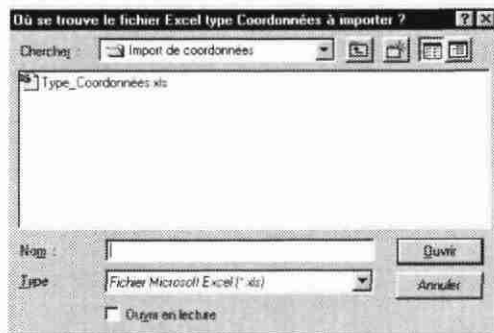 Où se trouve le fichier Excel type Coordonnées à importer ?
Chercher : Import de coordonnées
Type_Coordonnées.xls
Nom : Ouvrir
Type Fichier Microsoft Excel (*.xls) Annuler
Ouvrir en lecture